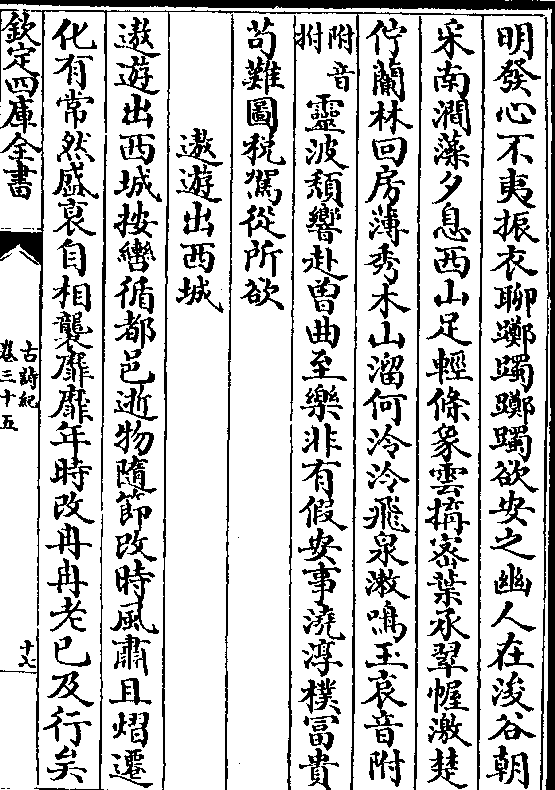 明發心不夷振衣聊躑躅躑躅欲安之幽人在浚谷朝
采南澗藻夕息西山足輕條象雲搆宻葉承翠幄激楚
佇蘭林回房薄秀木山溜何泠泠飛泉漱鳴玉哀音附
附音
拊
靈波頽響赴曽曲至樂非有假安事澆淳樸冨貴
苟難圖稅駕從所欲
遨遊出西城
遨遊出西城按轡循都邑逝物隨節改時風肅且熠遷
化有常然盛衰自相襲靡靡年時改冉冉老已及行矣
欽定四庫全書
古詩紀
卷三十五
十七